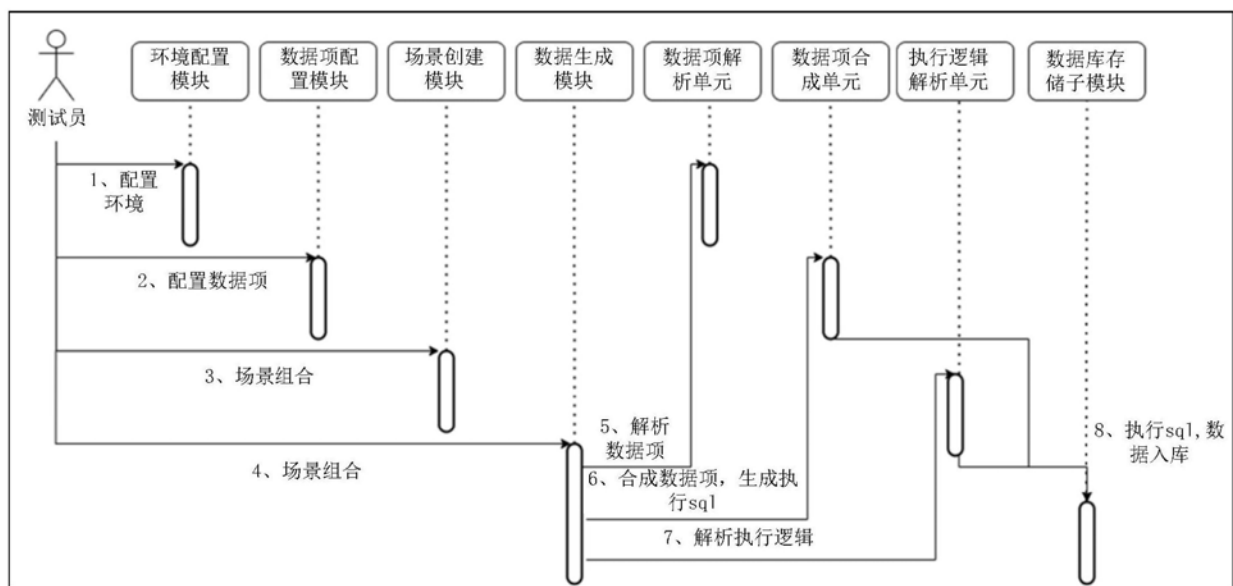 测试员
环境配置
模块
数据项配
置模块
场景创建
模块
数据生成
模块
数据项解
析单元
数据项合
成单元
执行逻辑
解析单元
数据库存
储子模块
1、配置
环境
2、配置数据项
3、场景组合
4、场景组合
5、解析
数据项
6、合成数据项，生成执
行sql
7、解析执行逻辑
8、执行sql,数
据入库